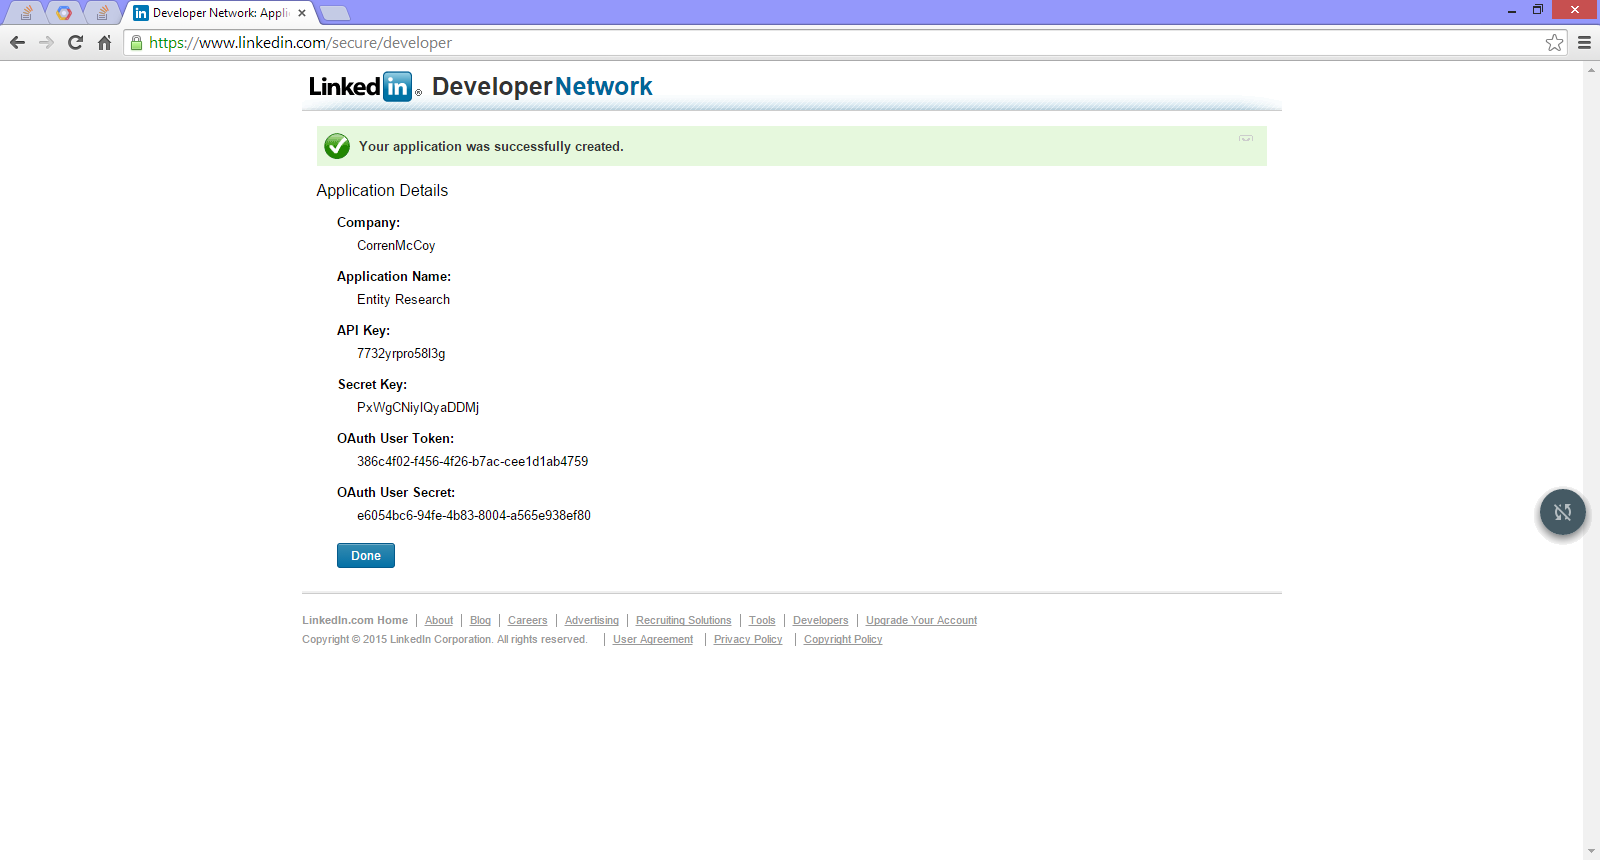 Developer Network: Appli
https://www.linkedin.com/secure/developer
Linked in ® DeveloperNetwork
Your application was successfully created.
Application Details
Company:
CorrenMcCoy
Application Name:
Entity Research
API Key:
7732yrpro58l3g
Secret Key:
PxWgCNiyIQyaDDMj
OAuth User Token:
386c4f02-f456-4f26-b7ac-cee1d1ab4759
OAuth User Secret:
e6054bc6-94fe-4b83-8004-a565e938ef80
Done
LinkedIn.com Home | About | Blog | Careers | Advertising | Recruiting Solutions | Tools | Developers | Upgrade Your Account
Copyright © 2015 LinkedIn Corporation. All rights reserved. | User Agreement | Privacy Policy | Copyright Policy